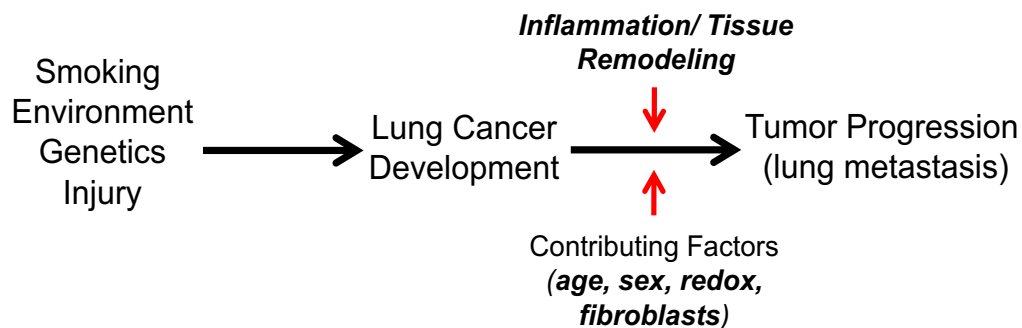 Smoking
Environment
Genetics
Injury
Lung Cancer
Development
Inflammation/ Tissue
Remodeling
Tumor Progression
(lung metastasis)
Contributing Factors
(age, sex, redox,
fibroblasts)